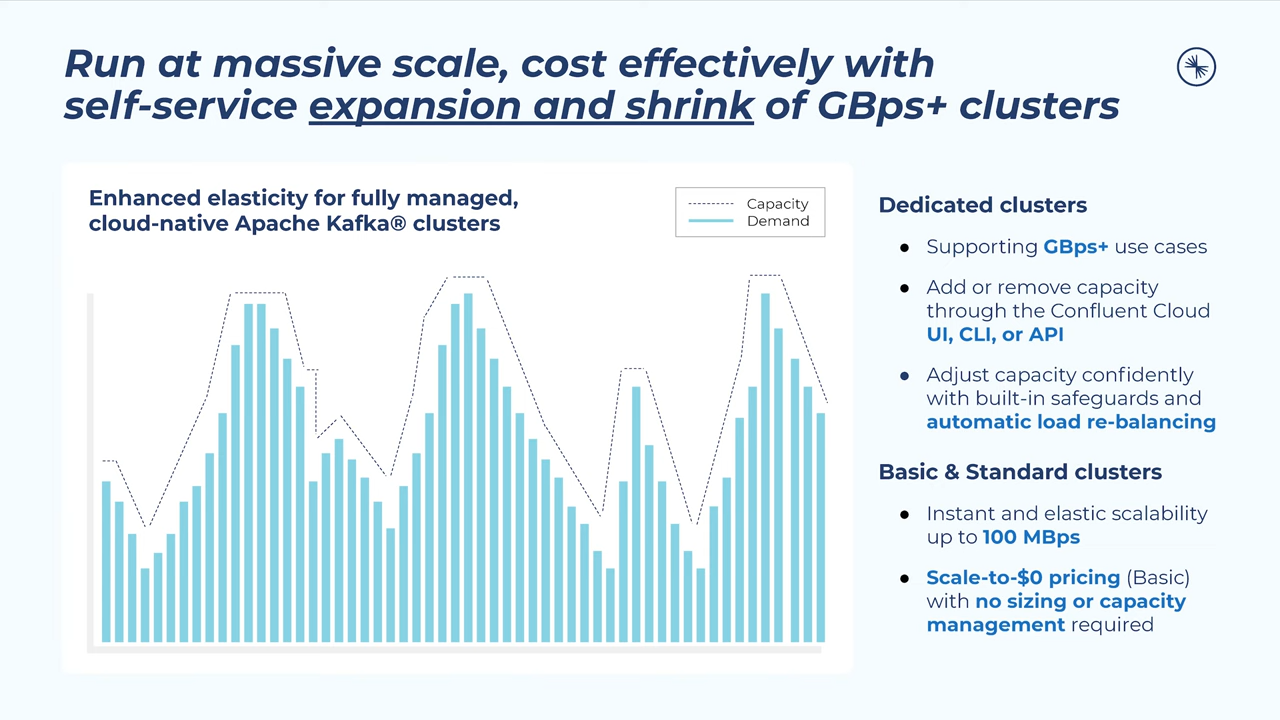 Run at massive scale, cost effectively with
self-service expansion and shrink of GBps+ clusters
Enhanced elasticity for fully managed,
cloud-native Apache Kafka® clusters
Capacity
Demand
Dedicated clusters
● Supporting GBps+ use cases
● Add or remove capacity
through the Confluent Cloud
UI, CLI, or API
● Adjust capacity confidently
with built-in safeguards and
automatic load re-balancing
Basic & Standard clusters
● Instant and elastic scalability
up to 100 MBps
● Scale-to-$0 pricing (Basic)
with no sizing or capacity
management required